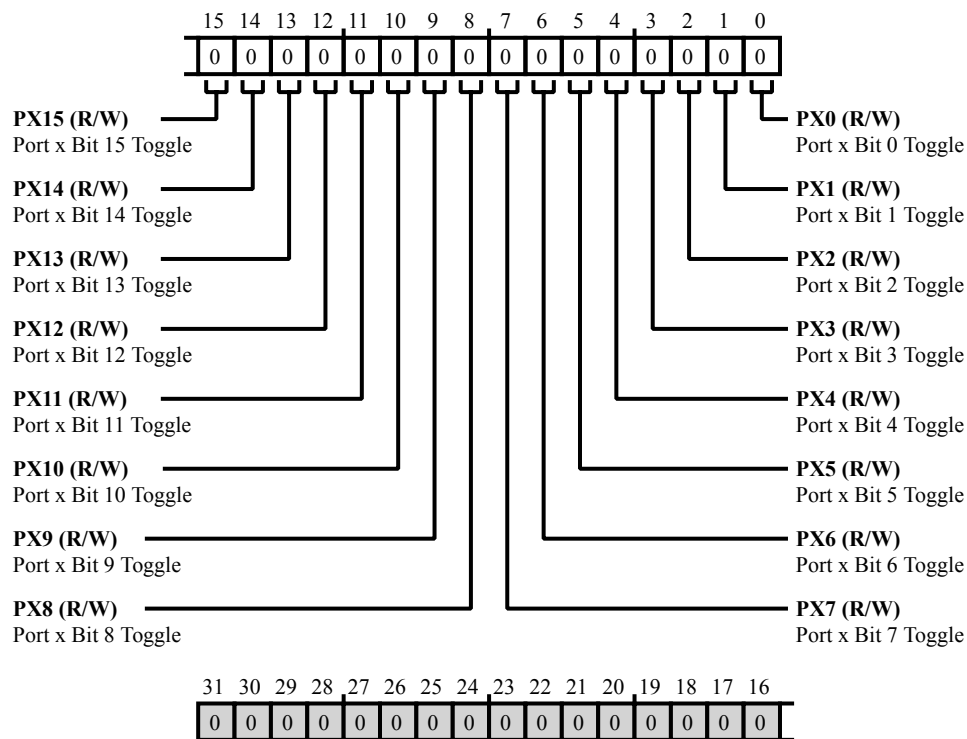 15 14 13 12 11 10 9 8 7 6 5 4 3 2 1 0
0 0 0 0 0 0 0 0 0 0 0 0 0 0 0 0
PX15 (R/W)
Port x Bit 15 Toggle
PX14 (R/W)
Port x Bit 14 Toggle
PX13 (R/W)
Port x Bit 13 Toggle
PX12 (R/W)
Port x Bit 12 Toggle
PX11 (R/W)
Port x Bit 11 Toggle
PX10 (R/W)
Port x Bit 10 Toggle
PX9 (R/W)
Port x Bit 9 Toggle
PX8 (R/W)
Port x Bit 8 Toggle
PX0 (R/W)
Port x Bit 0 Toggle
PX1 (R/W)
Port x Bit 1 Toggle
PX2 (R/W)
Port x Bit 2 Toggle
PX3 (R/W)
Port x Bit 3 Toggle
PX4 (R/W)
Port x Bit 4 Toggle
PX5 (R/W)
Port x Bit 5 Toggle
PX6 (R/W)
Port x Bit 6 Toggle
PX7 (R/W)
Port x Bit 7 Toggle
31 30 29 28 27 26 25 24 23 22 21 20 19 18 17 16
0 0 0 0 0 0 0 0 0 0 0 0 0 0 0 0